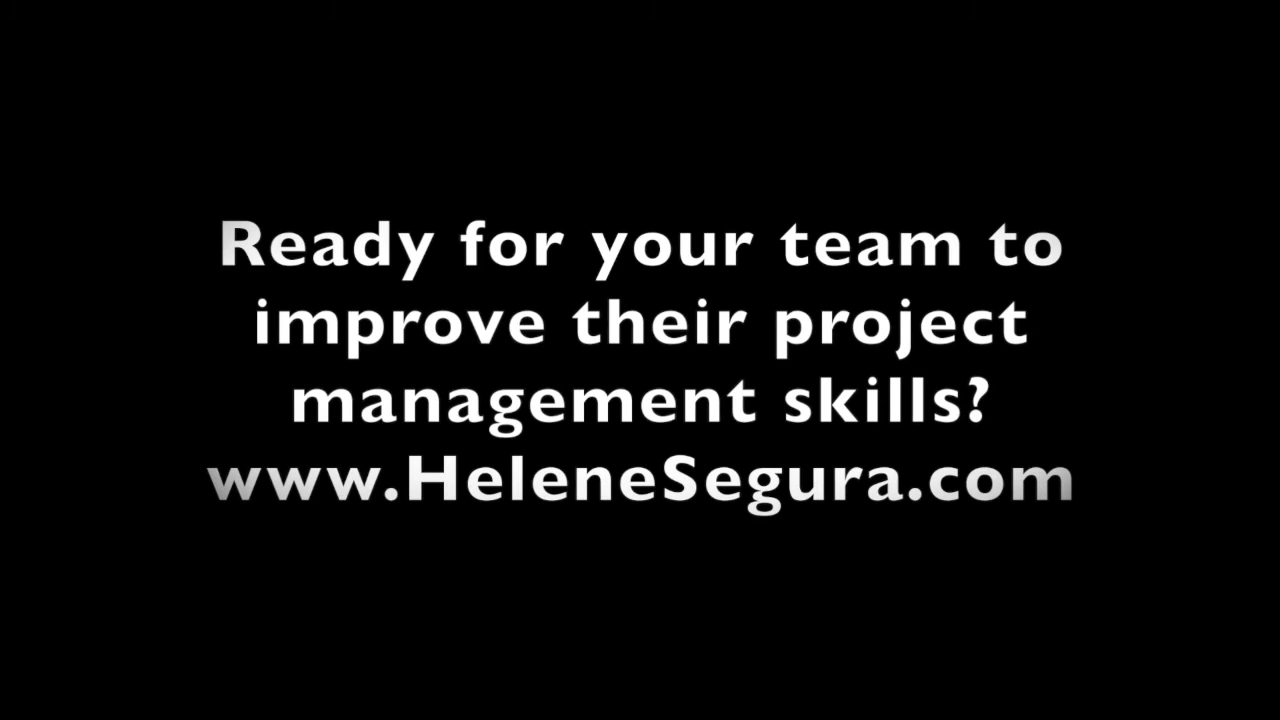 Ready for your team to
improve their project
management skills?
www.HeleneSegura.com